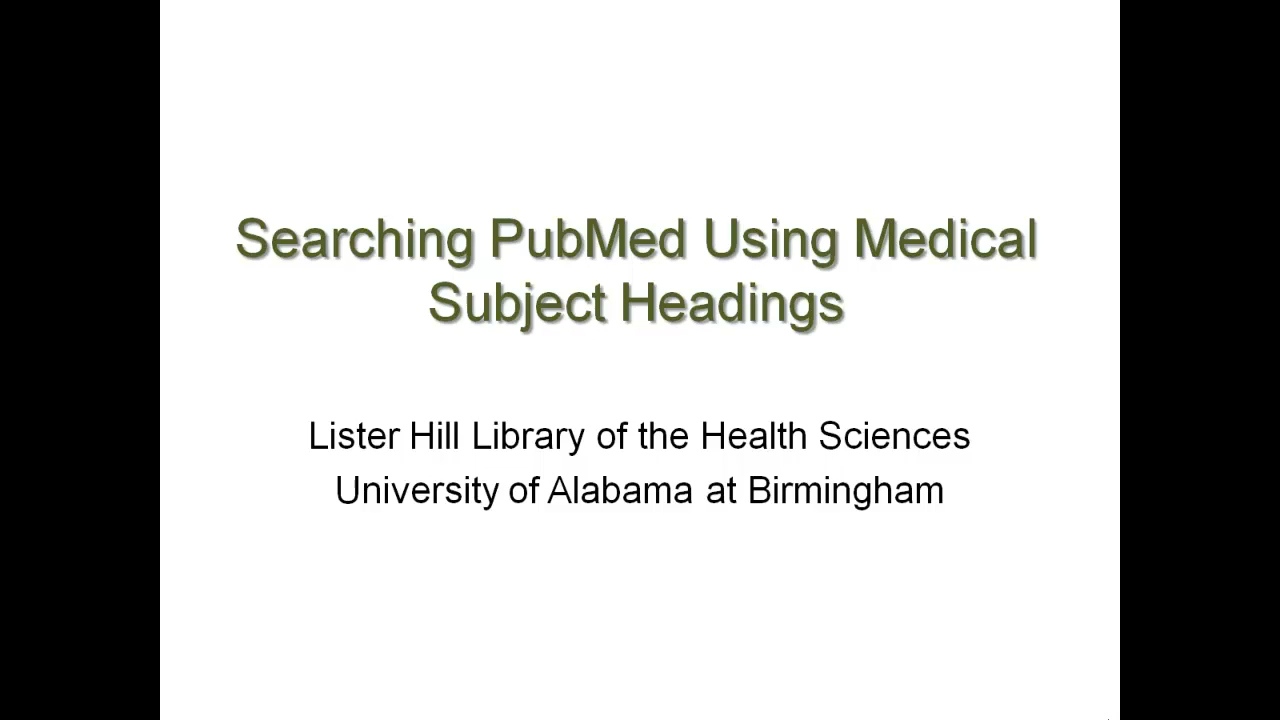 Searching PubMed Using Medical
Subject Headings
Lister Hill Library of the Health Sciences
University of Alabama at Birmingham